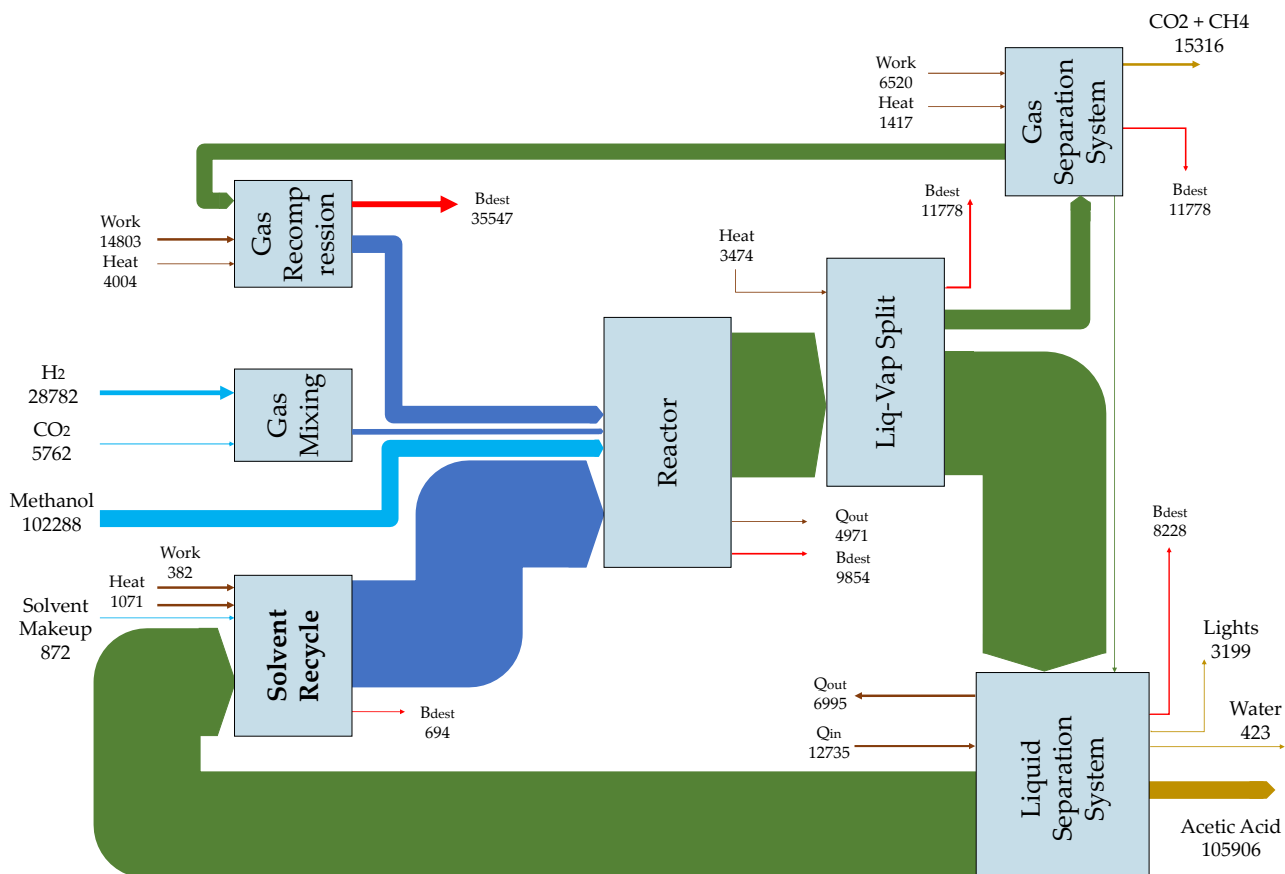 CO2 + CH4
15316
Work
6520
Heat
1417
Gas
Separation
System
Bdest
11778
Bdest
11778
Gas
Recomp
ression
Bdest
35547
Work
14803
Heat
4004
Heat
3474
Liq-Vap Split
Reactor
H2
28782
CO2
5762
Gas
Mixing
Methanol
102288
Qout
4971
Bdest
9854
Work
382
Heat
1071
Solvent
Makeup
872
Solvent
Recycle
Bdest
694
Bdest
8228
Lights
3199
Water
423
Qout
6995
Qin
12735
Liquid
Separation
System
Acetic Acid
105906